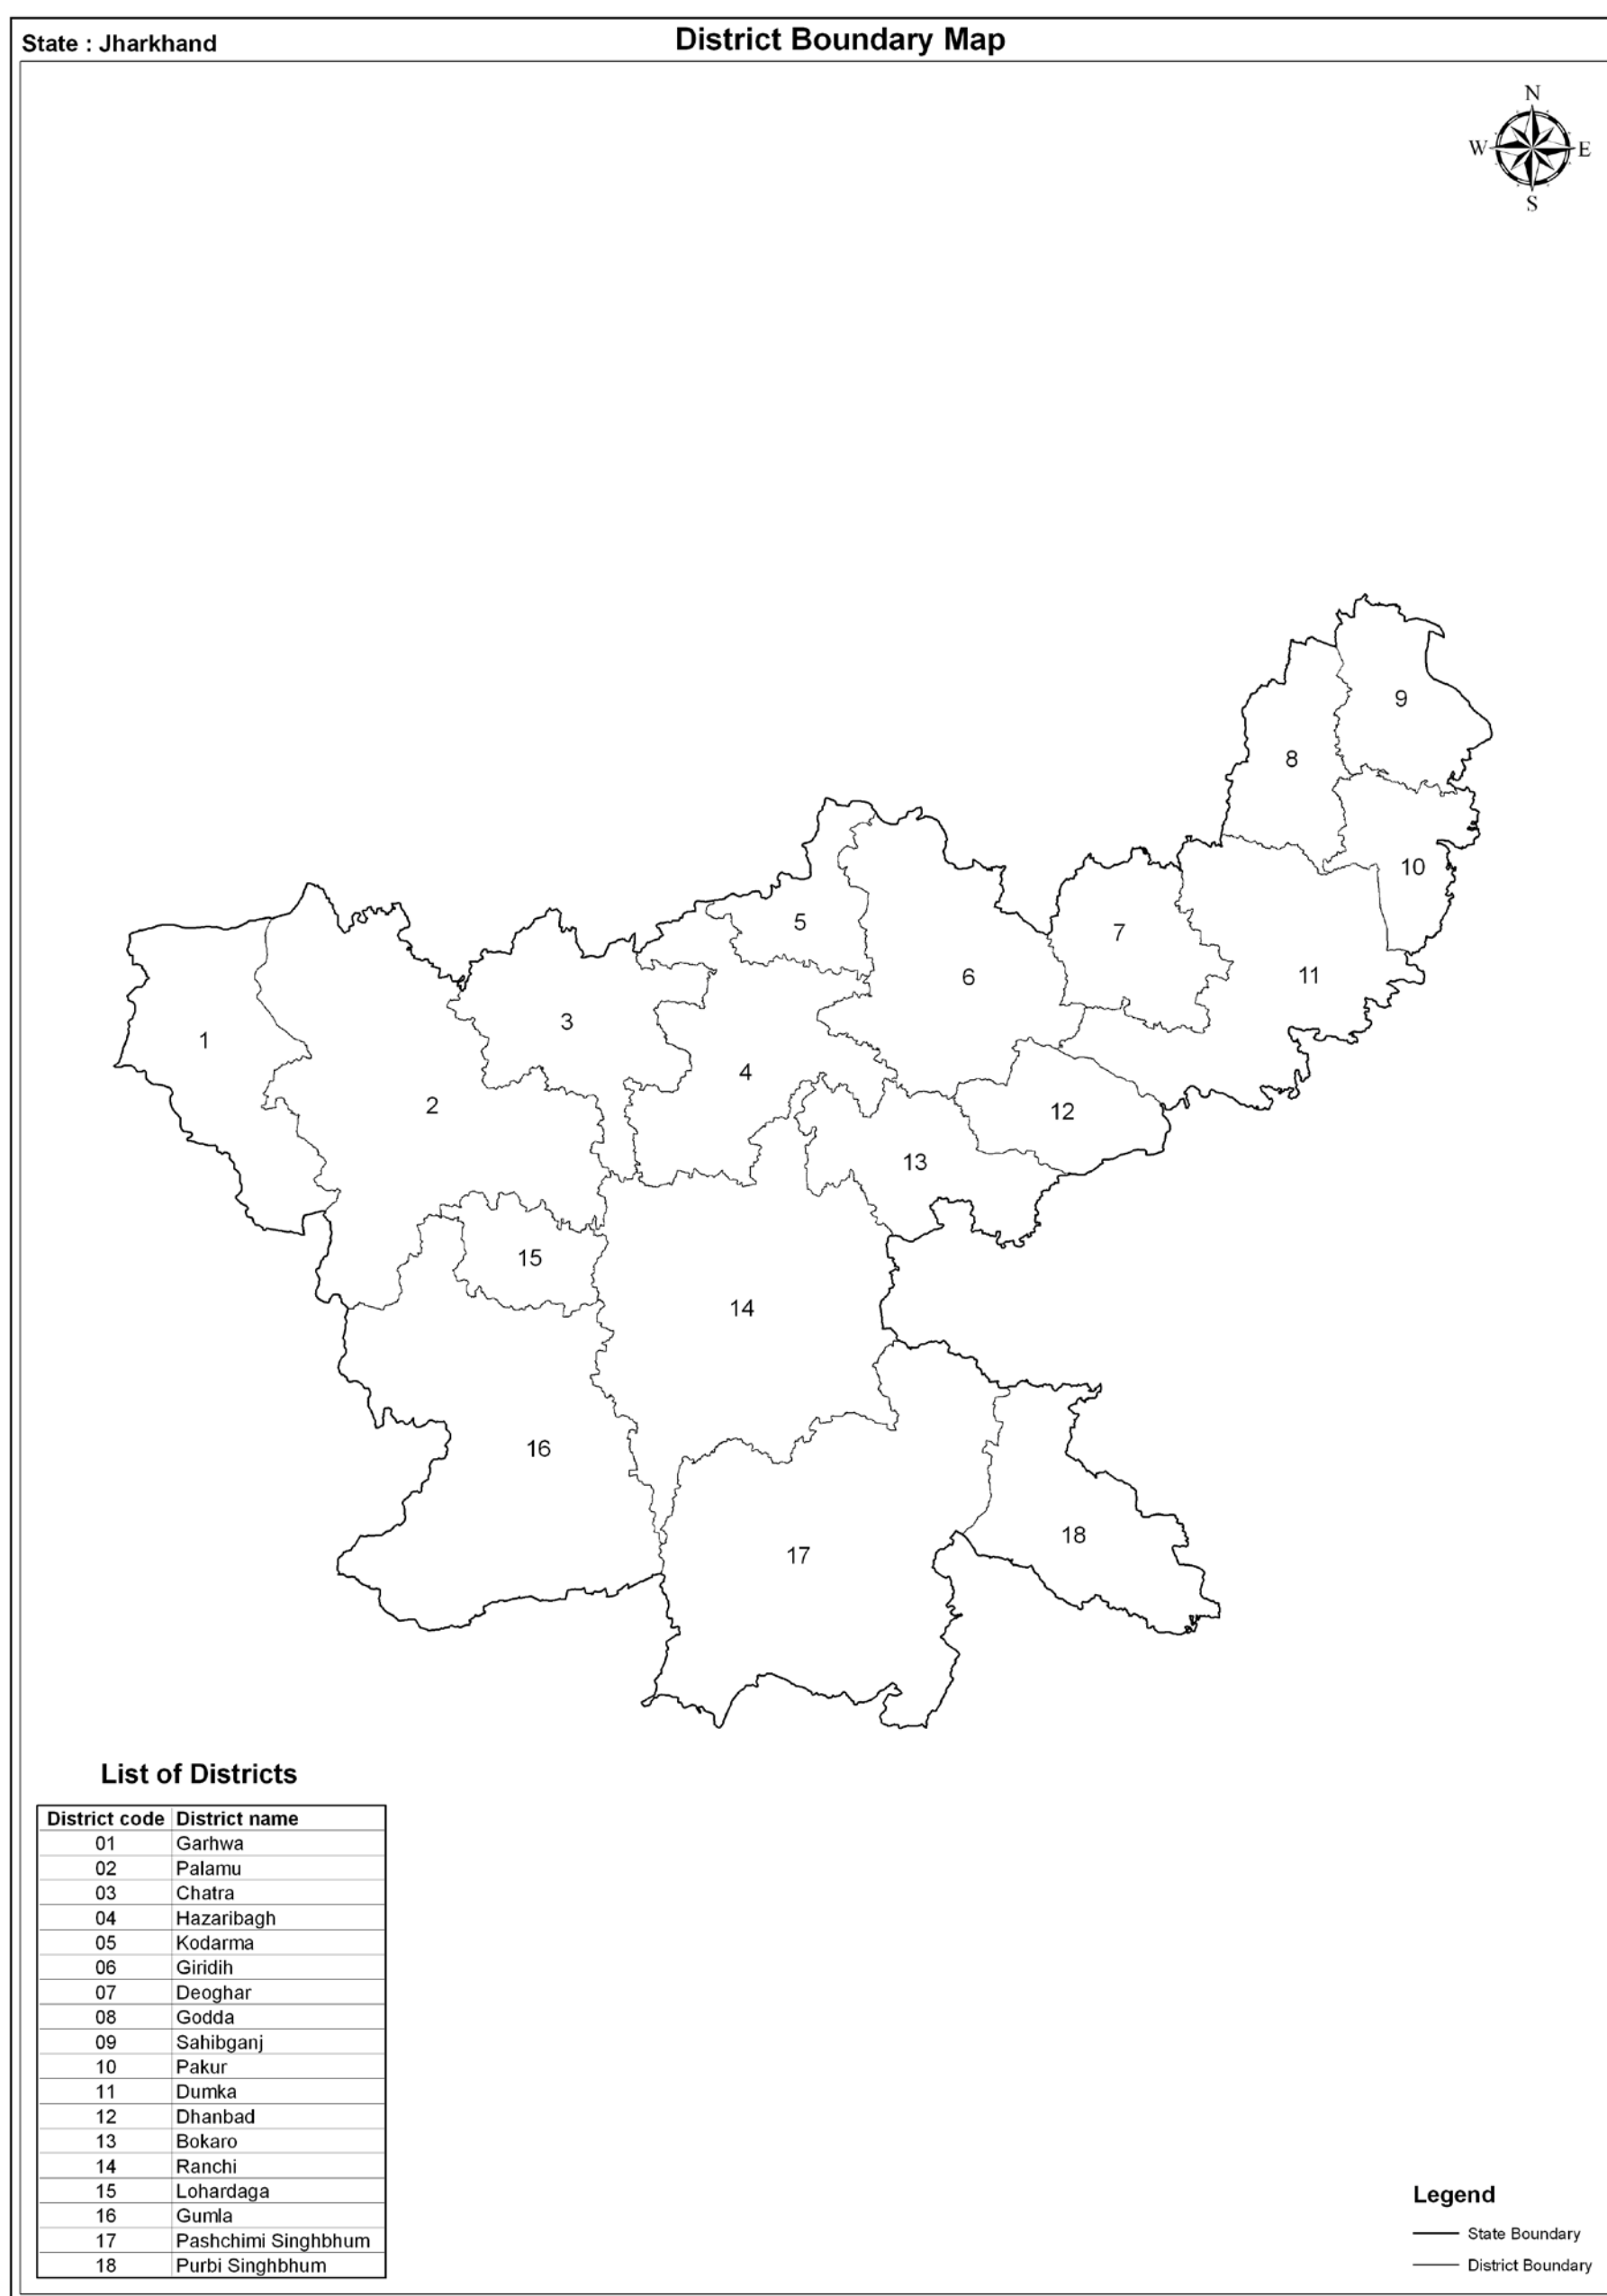 State : Jharkhand
District Boundary Map
N
W E
S
9
8
10
5
7
6
11
3
1
4
2
12
13
15
14
16
18
17
List of Districts
District code District name
01 Garhwa
02 Palamu
03 Chatra
04 Hazaribagh
05 Kodarma
06 Giridih
07 Deoghar
08 Godda
09 Sahibganj
10 Pakur
11 Dumka
12 Dhanbad
13 Bokaro
14 Ranchi
15 Lohardaga
16 Gumla
17 Pashchimi Singhbhum
18 Purbi Singhbhum
Legend
State Boundary
District Boundary